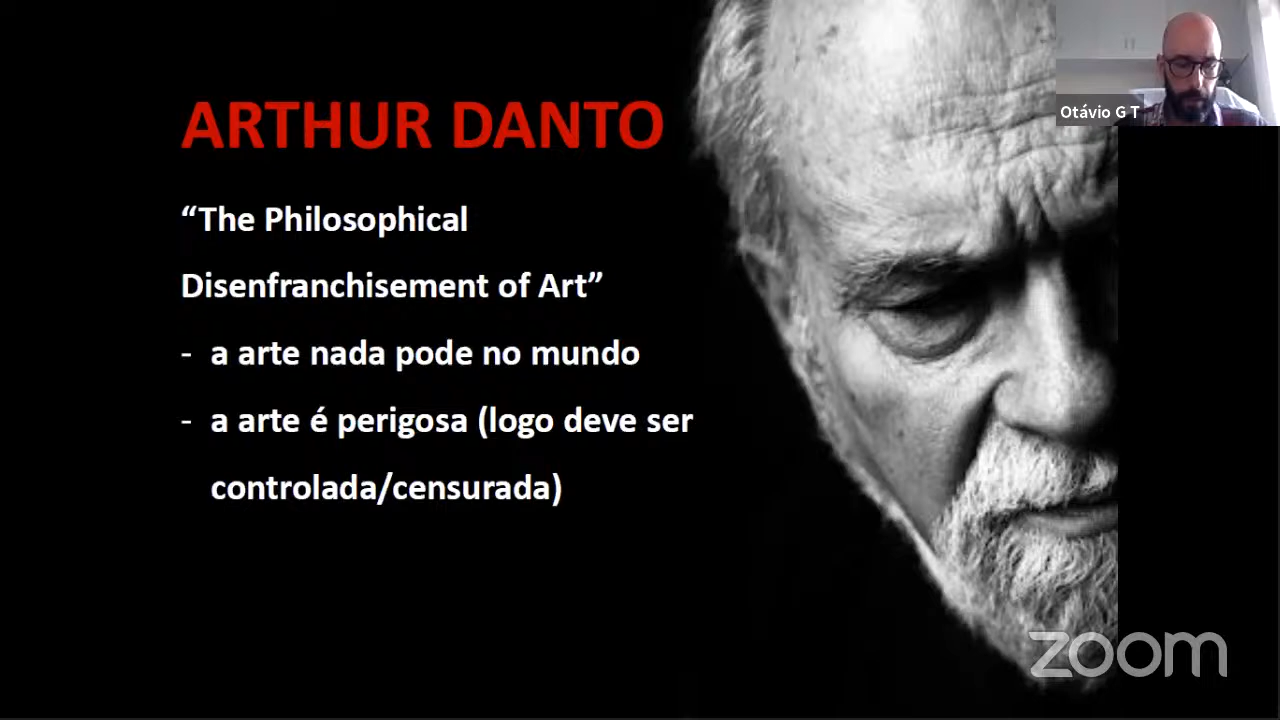 ARTHUR DANTO
“The Philosophical
Disenfranchisement of Art”
- a arte nada pode no mundo
- a arte é perigosa (logo deve ser
controlada/censurada)
Otávio G T
zoom